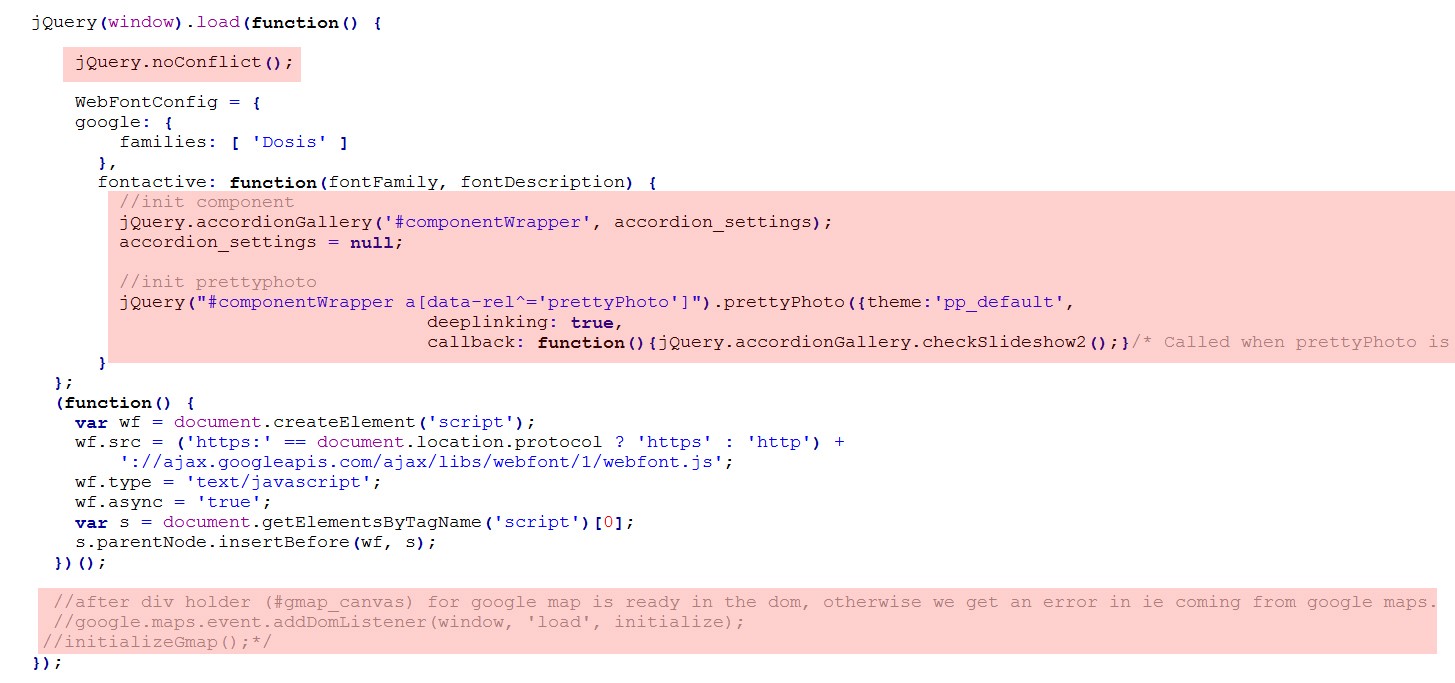 jQuery(window).load(function() {
jQuery.noConflict();
WebFontConfig = {
google: {
families: [ 'Dosis' ]
},
fontactive: function(fontFamily, fontDescription) {
//init component
jQuery.accordionGallery('#componentWrapper', accordion_settings);
accordion_settings = null;
//init prettyphoto
jQuery("#componentWrapper a[data-rel^='prettyPhoto']").prettyPhoto({theme:'pp_default',
deeplinking: true,
callback: function(){jQuery.accordionGallery.checkSlideshow2();}/* Called when prettyPhoto is
}
};
(function() {
var wf = document.createElement('script');
wf.src = ('https:' == document.location.protocol ? 'https' : 'http') +
'://ajax.googleapis.com/ajax/libs/webfont/1/webfont.js';
wf.type = 'text/javascript';
wf.async = 'true';
var s = document.getElementsByTagName('script')[0];
s.parentNode.insertBefore(wf, s);
})();
//after div holder (#gmap_canvas) for google map is ready in the dom, otherwise we get an error in ie coming from google maps.
//google.maps.event.addDomListener(window, 'load', initialize);
//initializeGmap();*/
});